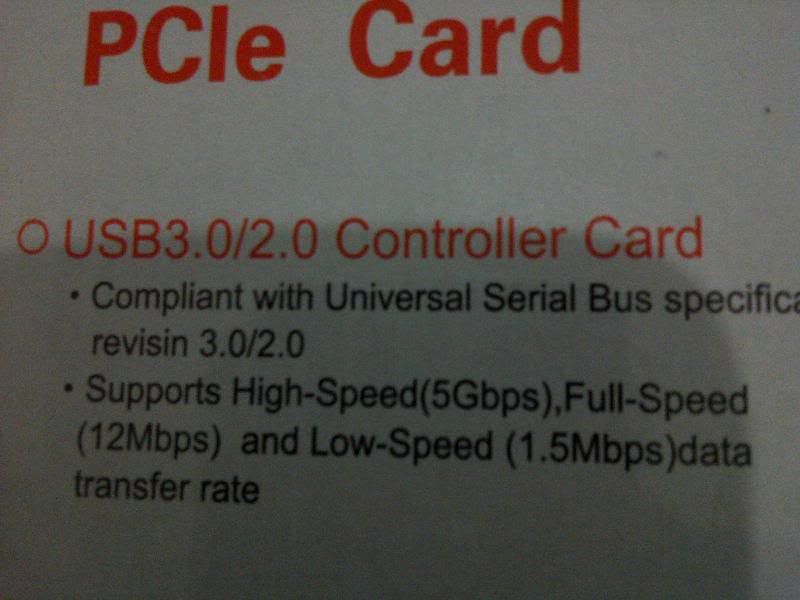 PCIe Card
USB3.0/2.0 Controller Card
• Compliant with Universal Serial Bus specifica
revisin 3.0/2.0
• Supports High-Speed(5Gbps),Full-Speed
(12Mbps) and Low-Speed (1.5Mbps)data
transfer rate